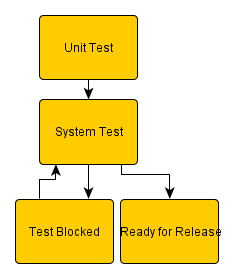 Unit Test
System Test
Test Blocked
Ready for Release